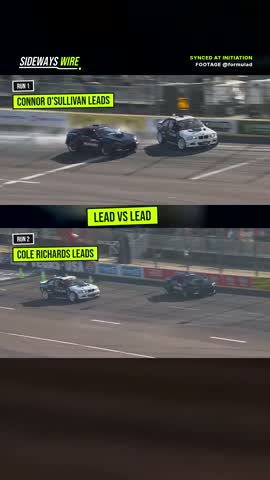 SIDEWAYS WIRE
SYNCED AT INITIATION
FOOTAGE @formulad
RUN 1
CONNOR O'SULLIVAN LEADS
LEAD VS LEAD
RUN 2
COLE RICHARDS LEADS